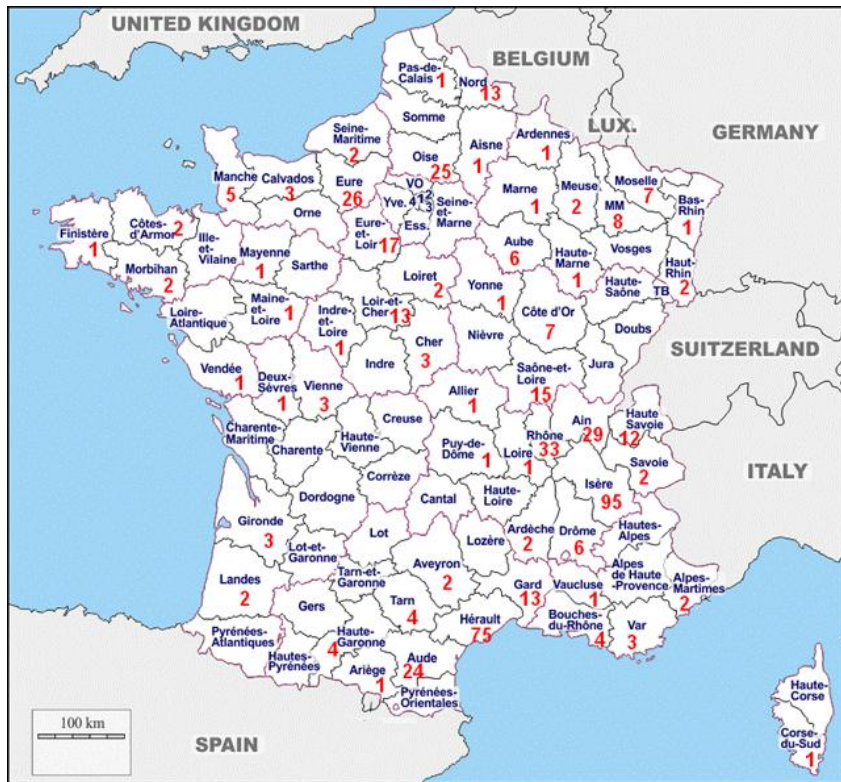 UNITED KINGDOM
BELGIUM
LUX.
GERMANY
SUITZERLAND
ITALY
SPAIN
Pas-de-
Calais 1
Nord
13
Somme
Seine-
Maritime
2
Aisne
1
Ardennes
1
Oise
25
Manche
5
Calvados
3
Eure
26
VO
Yve. 4 1 2
3
Ess.
Seine-
et-
Marne
Marne
1
Meuse
2
Moselle
7
MM
8
Bas-
Rhin
1
Orne
Finistère
1
Côtes-
d'Armor 2
Ille-
et-
Vilaine
Mayenne
1
Eure-
et-
Loir 17
Aube
6
Haute-
Marne
1
Vosges
Haut-
Rhin
2
Morbihan
2
Sarthe
Loiret
2
Yonne
1
Haute-
Saône
TB
Loire-
Atlantique
Maine-
et-
Loire 1
Indre-
et-
Loire
1
Loir-et-
Cher 13
Côte d'Or
7
Doubs
Cher
3
Nièvre
Vendée
1
Deux-
Sèvres
1
Vienne
3
Indre
Saône-et-
Loire
15
Jura
Allier
1
Charente-
Maritime
Charente
Haute-
Vienne
Creuse
Puy-de-
Dôme 1
Loire
1
Rhône
33
Ain
29
Haute
Savoie
12
Savoie
2
Corrèze
Isère
95
Dordogne
Cantal
Haute-
Loire
Gironde
3
Ardèche
2
Drôme
6
Hautes-
Alpes
Lot-et-
Garonne
Lot
Lozère
Aveyron
2
Tarn-et-
Garonne
Landes
2
Gard
13
Vaucluse
1
Alpes
de Haute
-Provence
Alpes-
Martimes
2
Gers
Tarn
4
Hérault
75
Bouches-
du-Rhône
4
Var
3
Pyrénées-
Atlantiques
Hautes-
Pyrénées
Haute-
Garonne
4
Ariège
1
Aude
24
Pyrénées-
Orientales
Haute-
Corse
Corse-
du-Sud
1
100 km